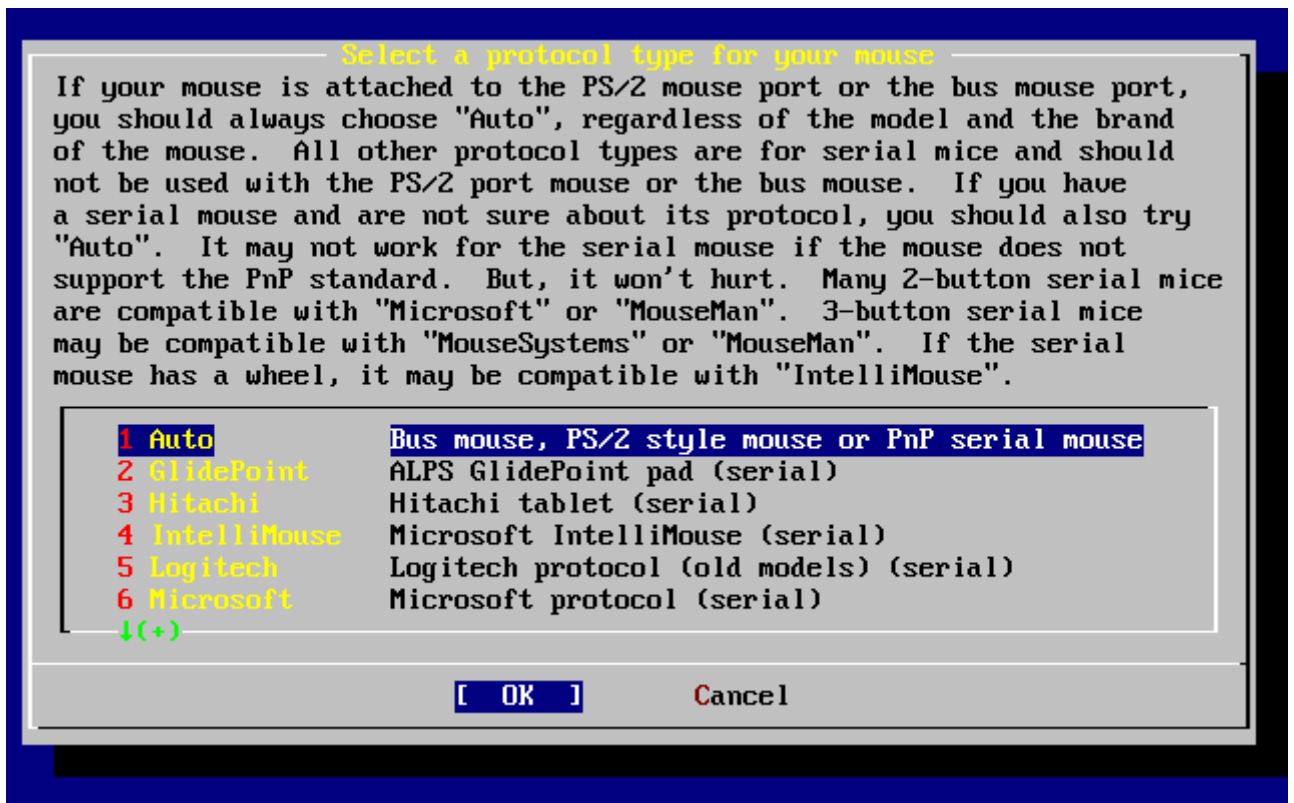 Select a protocol type for your mouse
If your mouse is attached to the PS/2 mouse port or the bus mouse port,
you should always choose "Auto", regardless of the model and the brand
of the mouse.  All other protocol types are for serial mice and should
not be used with the PS/2 port mouse or the bus mouse.  If you have
a serial mouse and are not sure about its protocol, you should also try
"Auto".  It may not work for the serial mouse if the mouse does not
support the PnP standard.  But, it won't hurt.  Many 2-button serial mice
are compatible with "Microsoft" or "MouseMan".  3-button serial mice
may be compatible with "MouseSystems" or "MouseMan".  If the serial
mouse has a wheel, it may be compatible with "IntelliMouse".
1 Auto Bus mouse, PS/2 style mouse or PnP serial mouse
2 GlidePoint ALPS GlidePoint pad (serial)
3 Hitachi Hitachi tablet (serial)
4 IntelliMouse Microsoft IntelliMouse (serial)
5 Logitech Logitech protocol (old models) (serial)
6 Microsoft Microsoft protocol (serial)
↓(+)
[ OK ] Cancel